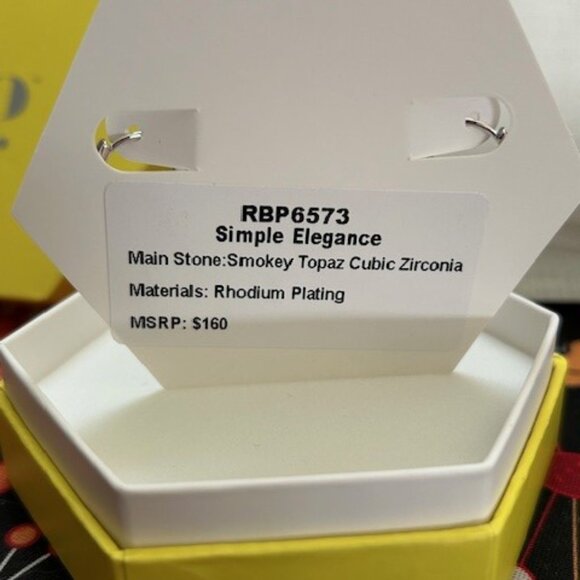 RBP6573
Simple Elegance
Main Stone:Smokey Topaz Cubic Zirconia
Materials: Rhodium Plating
MSRP: $160